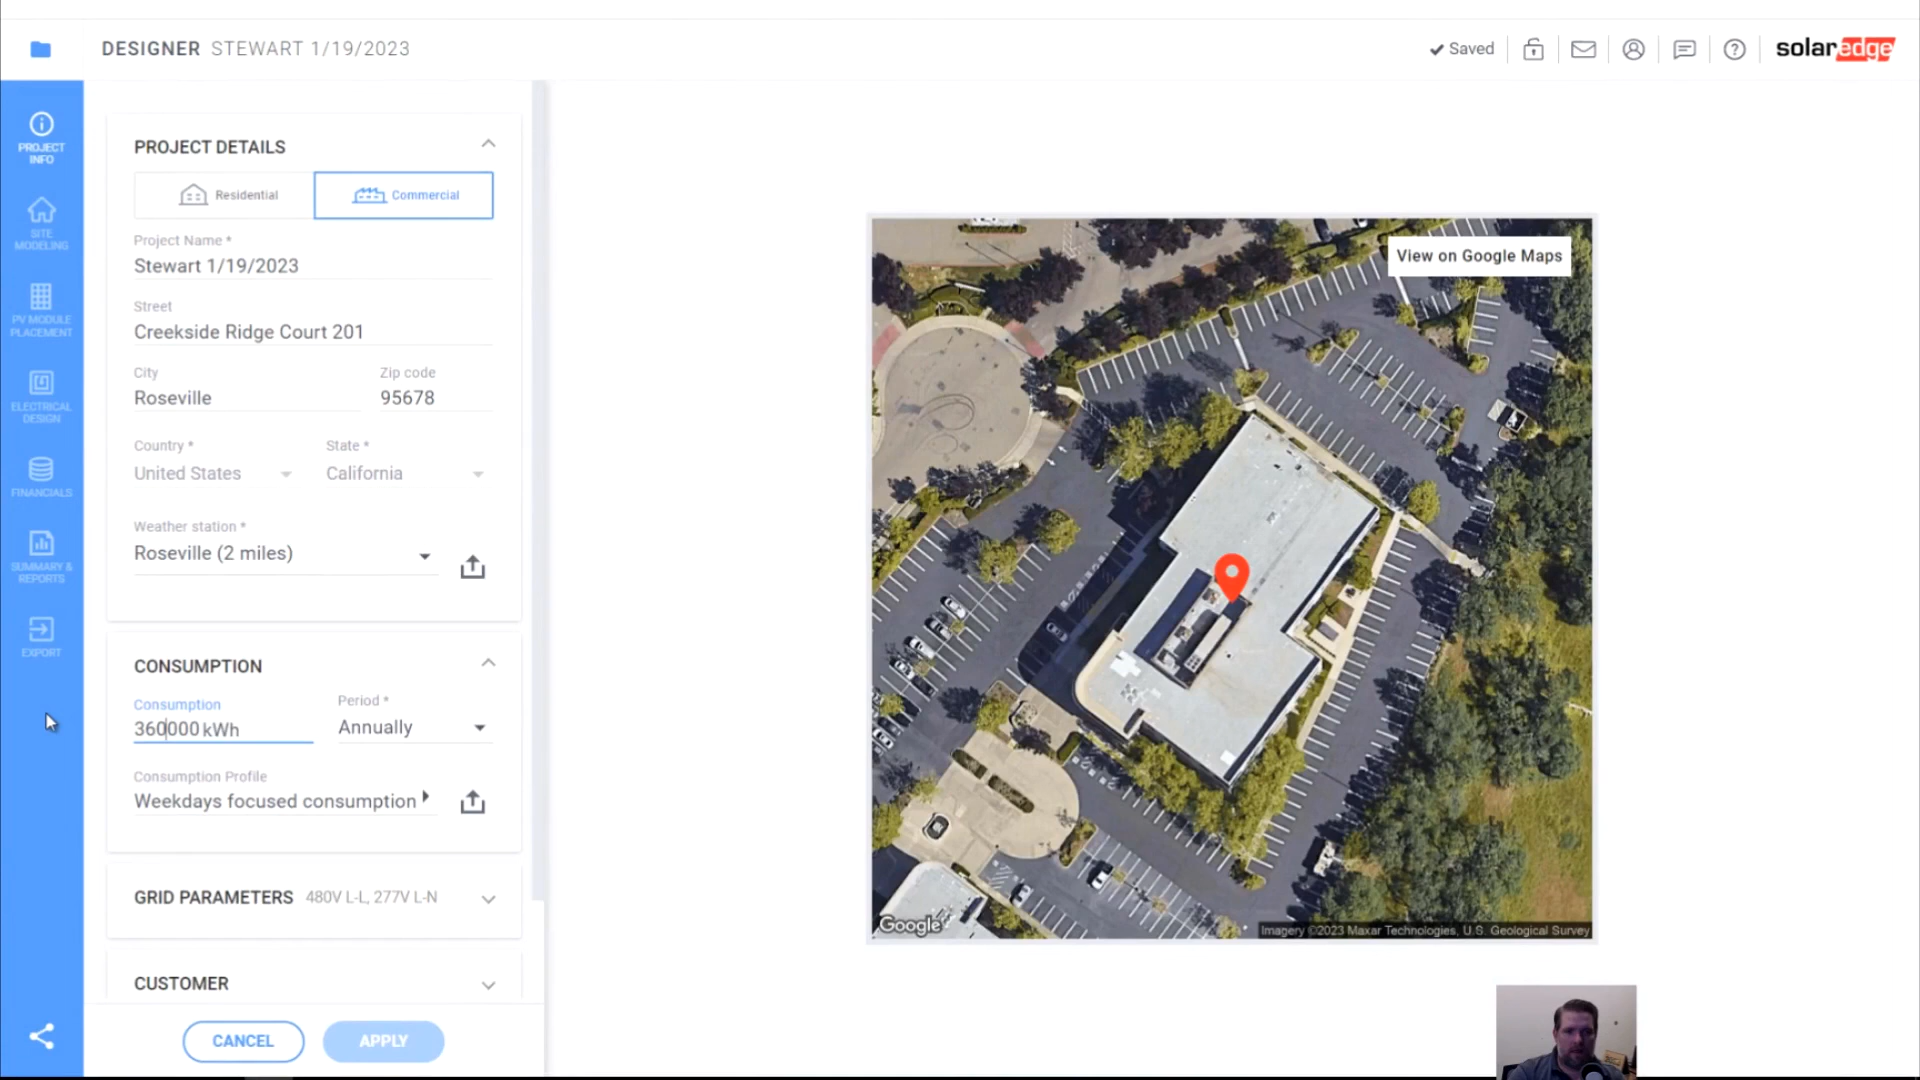 DESIGNER STEWART 1/19/2023
Saved
solaredge
PROJECT INFO
SITE MODELING
PV MODULE PLACEMENT
ELECTRICAL DESIGN
FINANCIALS
SUMMARY & REPORTS
EXPORT
PROJECT DETAILS
Residential
Commercial
Project Name *
Stewart 1/19/2023
Street
Creekside Ridge Court 201
City
Zip code
Roseville
95678
Country *
State *
United States
California
Weather station *
Roseville (2 miles)
CONSUMPTION
Consumption
Period *
360000 kWh
Annually
Consumption Profile
Weekdays focused consumption
GRID PARAMETERS 480V L-L, 277V L-N
CUSTOMER
CANCEL
APPLY
View on Google Maps
Google
Imagery ©2023 Maxar Technologies, U.S. Geological Survey